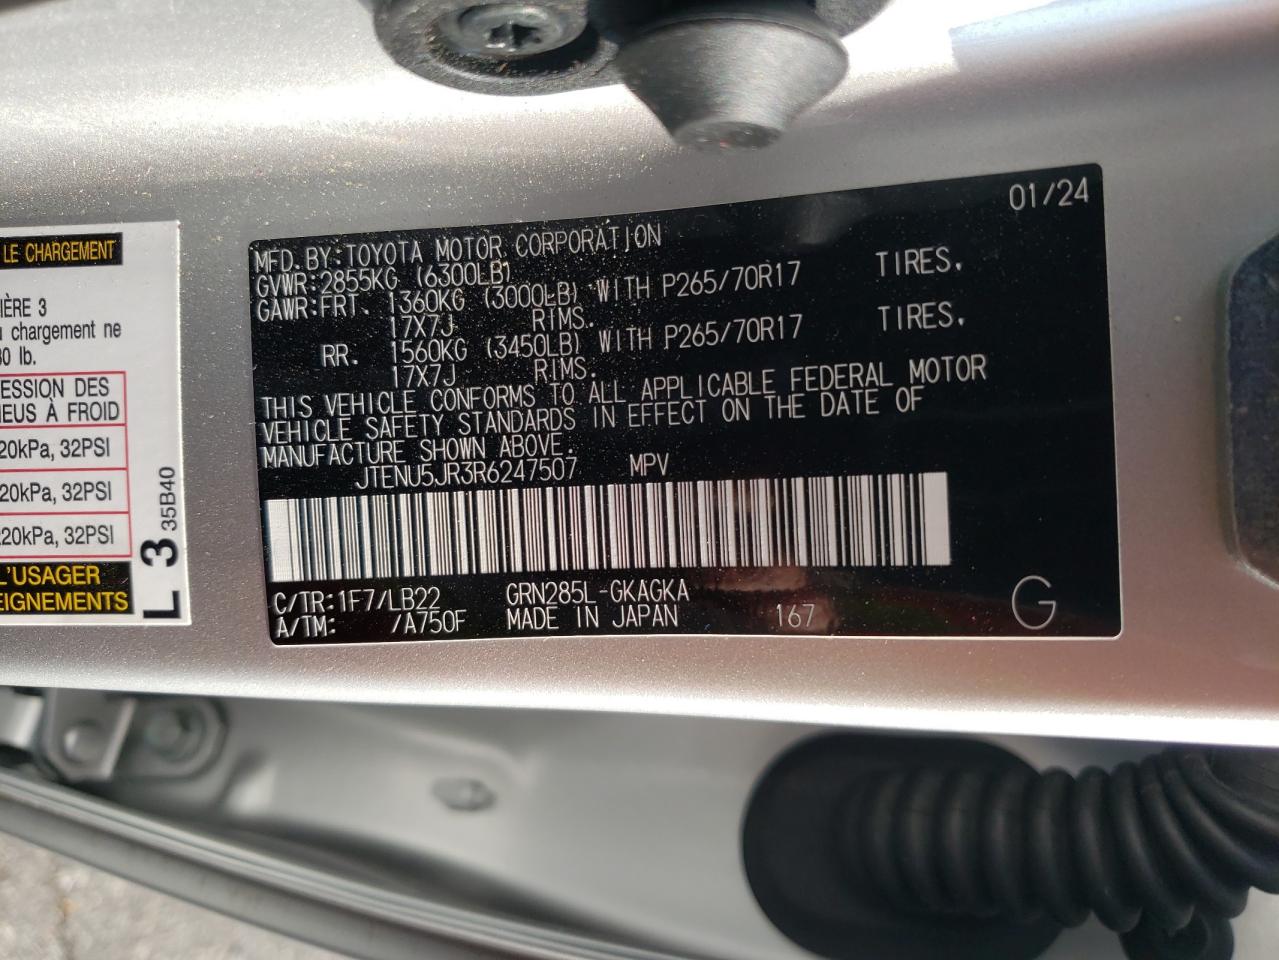 01/24
MFD. BY: TOYOTA MOTOR CORPORATION
GVWR: 2855KG (6300LB)
GAWR: FRT. 1360KG (3000LB) WITH P265/70R17 TIRES.
17X7J RIMS.
RR. 1560KG (3450LB) WITH P265/70R17 TIRES.
17X7J RIMS.
THIS VEHICLE CONFORMS TO ALL APPLICABLE FEDERAL MOTOR
VEHICLE SAFETY STANDARDS IN EFFECT ON THE DATE OF
MANUFACTURE SHOWN ABOVE.
JTENU5JR3R6247507 MPV
C/TR: 1F7/LB22 GRN285L-GKAGKA
A/TM: /A750F MADE IN JAPAN 167 G
LE CHARGEMENT
IÈRE 3
chargement ne
lb.
ESSION DES
EUS À FROID
20kPa, 32PSI
20kPa, 32PSI
20kPa, 32PSI
L'USAGER
EIGNEMENTS
L 3 35B40